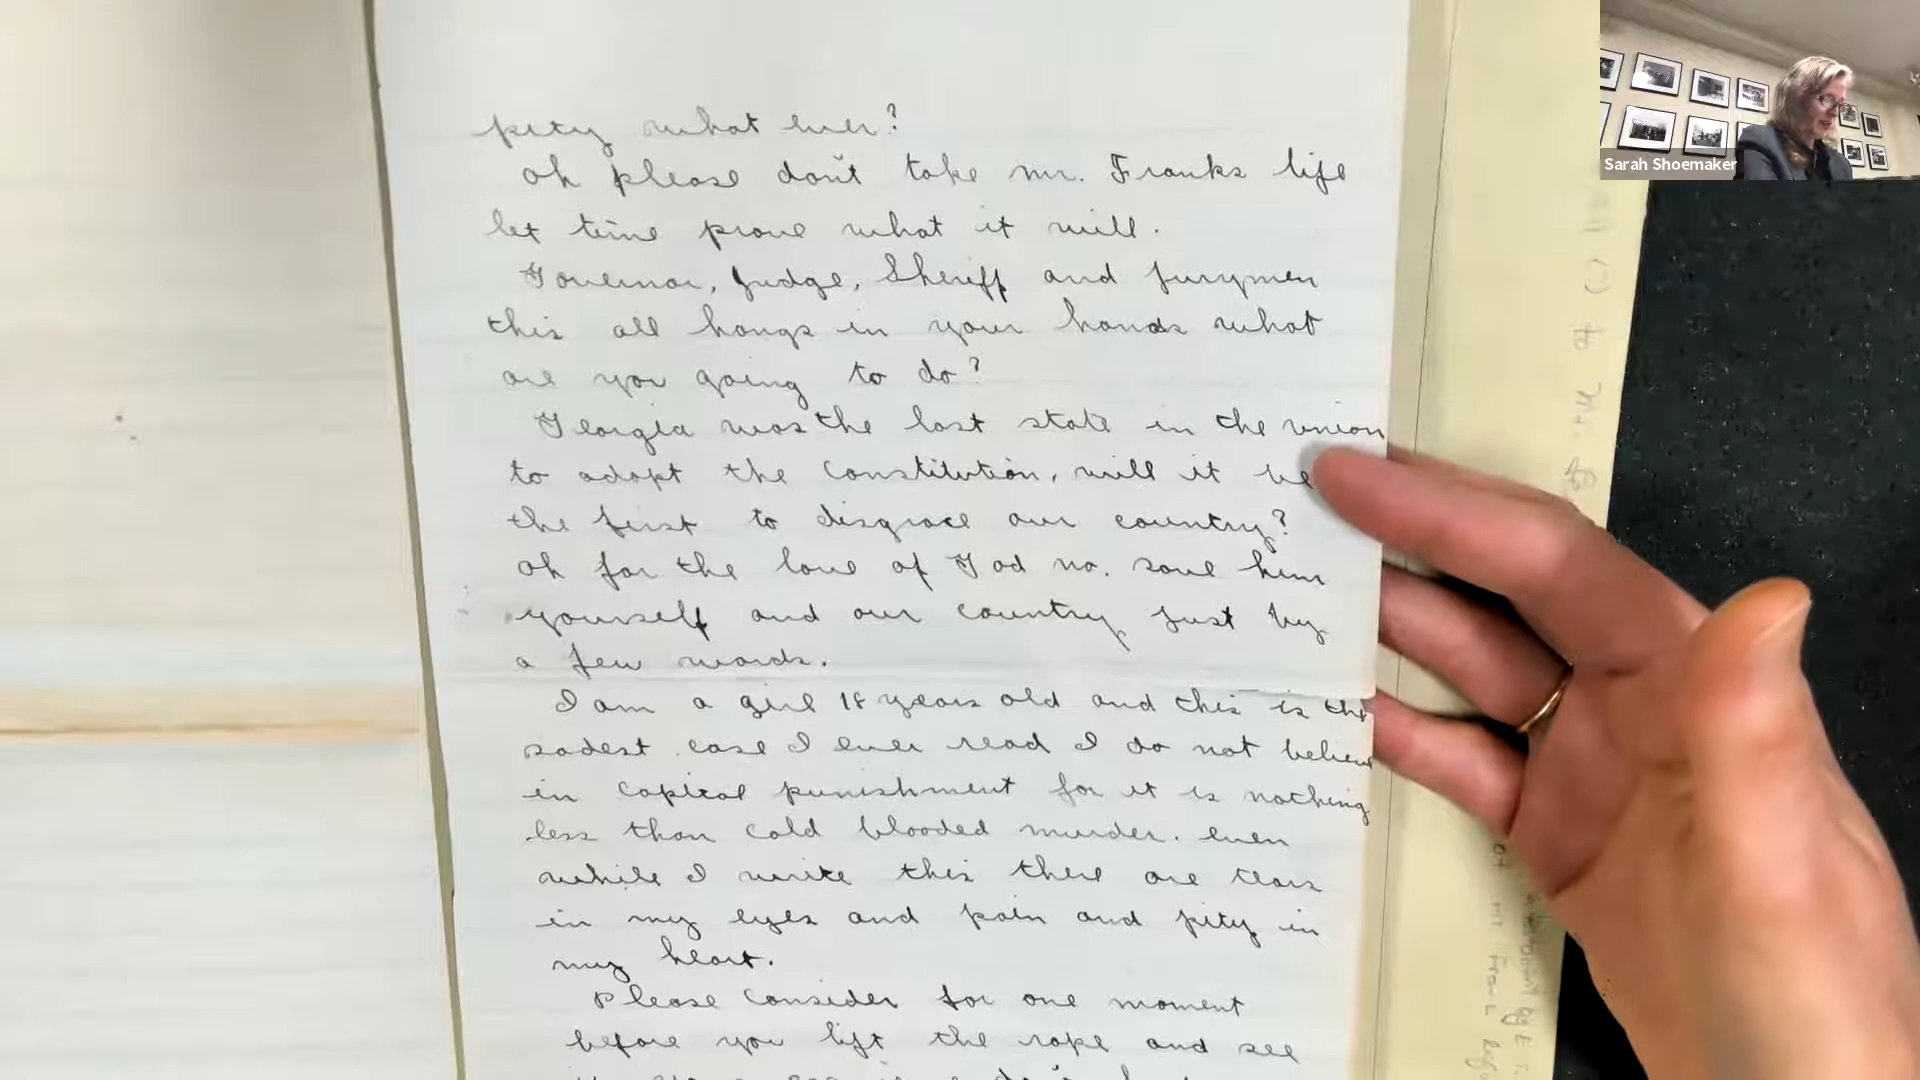 pity what ever?
Oh please don't take Mr. Franks life
let time prove what it will.
Governor, Judge, Sheriff and jurymen
this all hangs in your hands what
are you going to do?
Georgia was the last state in the union
to adopt the constitution, will it be
the first to disgrace our country?
Oh for the love of God no. save him
yourself and our country just by
a few words.
I am a girl 18 years old and this is the
sadest case I ever read I do not believe
in capital punishment for it is nothing
less than cold blooded murder. even
while I write this there are tears
in my eyes and pain and pity in
my heart.
Please consider for one moment
before you lift the rope and see
Sarah Shoemaker